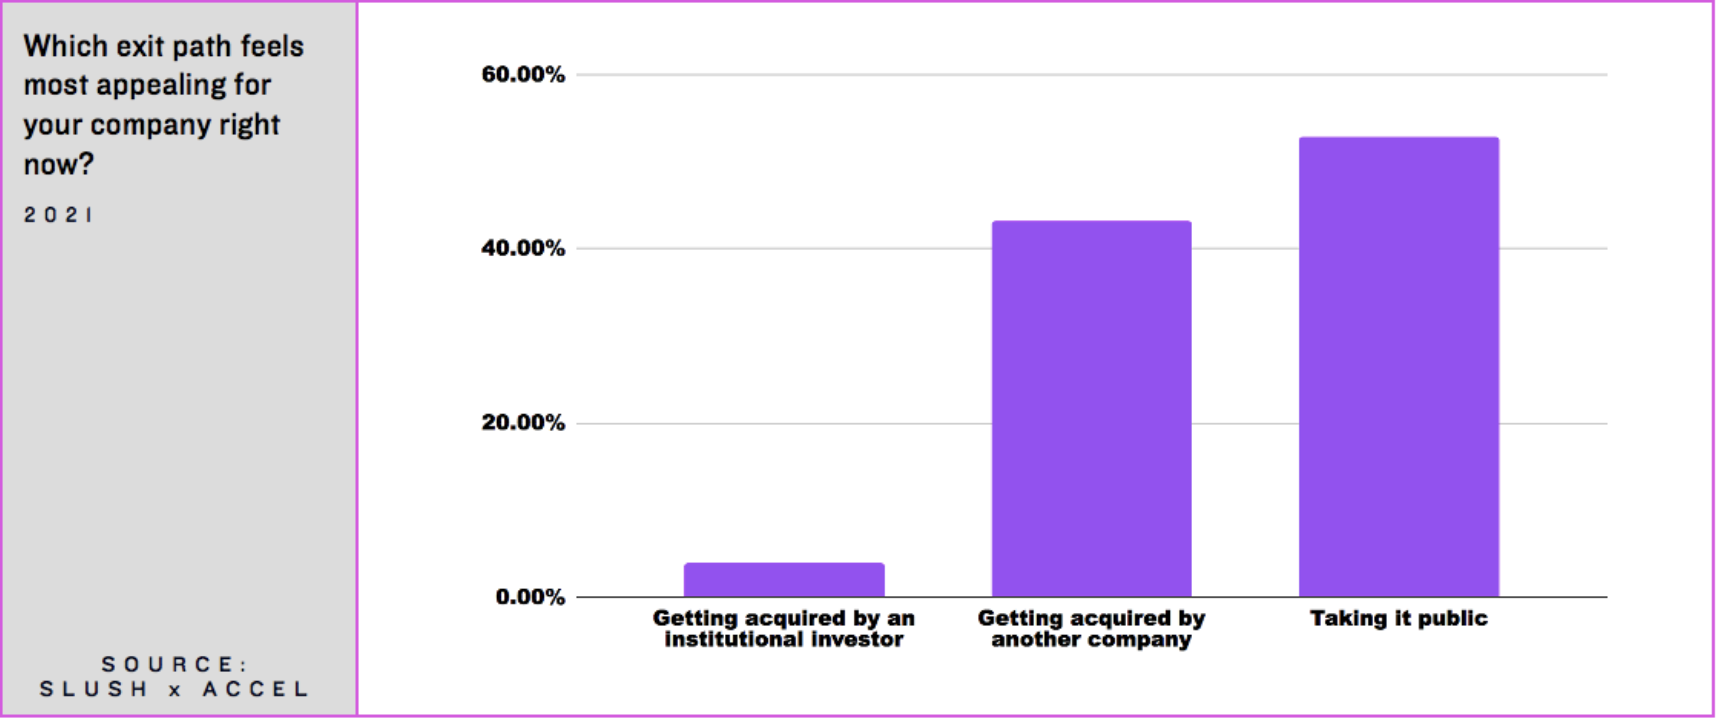 Which exit path feels
most appealing for
your company right
now?
2021
SOURCE:
SLUSH x ACCEL
60.00%
40.00%
20.00%
0.00%
Getting acquired by an
institutional investor
Getting acquired by
another company
Taking it public